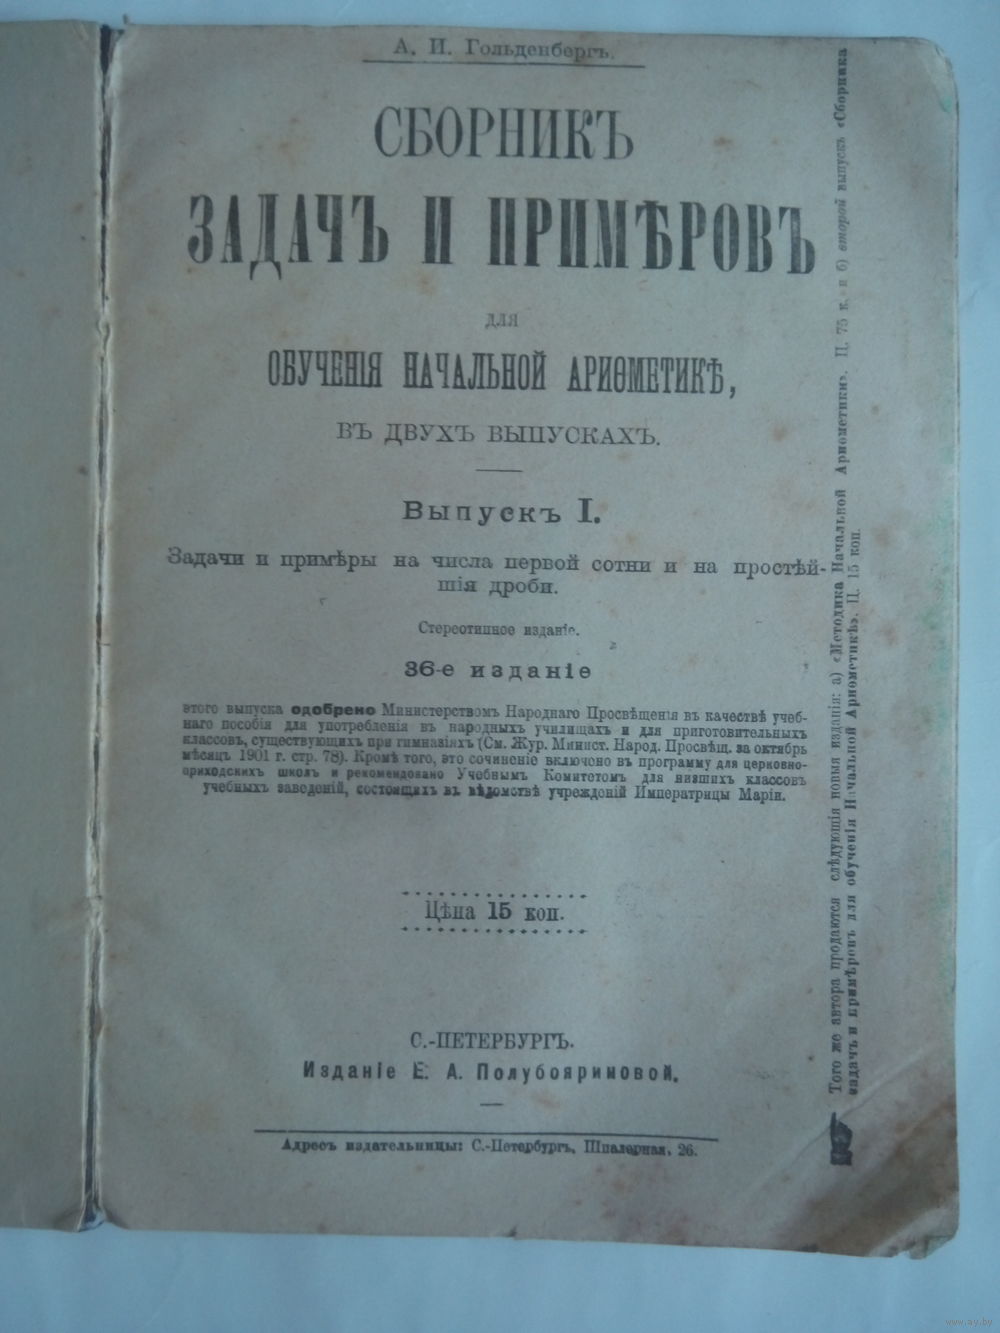 А. И. Гольденбергъ.
СБОРНИКЪ
ЗАДАЧЪ И ПРИМѢРОВЪ
ДЛЯ
ОБУЧЕНІЯ НАЧАЛЬНОЙ АРИѲМЕТИКѢ,
ВЪ ДВУХЪ ВЫПУСКАХЪ.
Выпускъ I.
Задачи и примѣры на числа первой сотни и на простѣй-
шія дроби.
Стереотипное изданіе.
36-е изданіе
этого выпуска одобрено Министерствомъ Народнаго Просвѣщенія въ качествѣ учеб-
наго пособія для употребленія въ народныхъ училищахъ и для приготовительныхъ
классовъ, существующихъ при гимназіяхъ (См. Жур. Минист. Народ. Просвѣщ. за октябрь
мѣсяцъ 1901 г. стр. 78). Кромѣ того, это сочиненіе включено въ программу для церковно-
приходскихъ школъ и рекомендовано Учебнымъ Комитетомъ для низшихъ классовъ
учебныхъ заведеній, состоящихъ въ вѣдомствѣ учрежденій Императрицы Маріи.
Цѣна 15 коп.
С.-ПЕТЕРБУРГЪ.
Изданіе Е. А. Полубояриновой.
Адресъ издательницы: С.-Петербургъ, Шпалерная, 26.
Того же автора продаются слѣдующія новыя изданія: а) «Методика Начальной Ариѳметики». Ц. 75 к. и б) второй выпускъ «Сборника
задачъ и примѣровъ для обученія Начальной Ариѳметикѣ». Ц. 15 коп.
www.ay.by